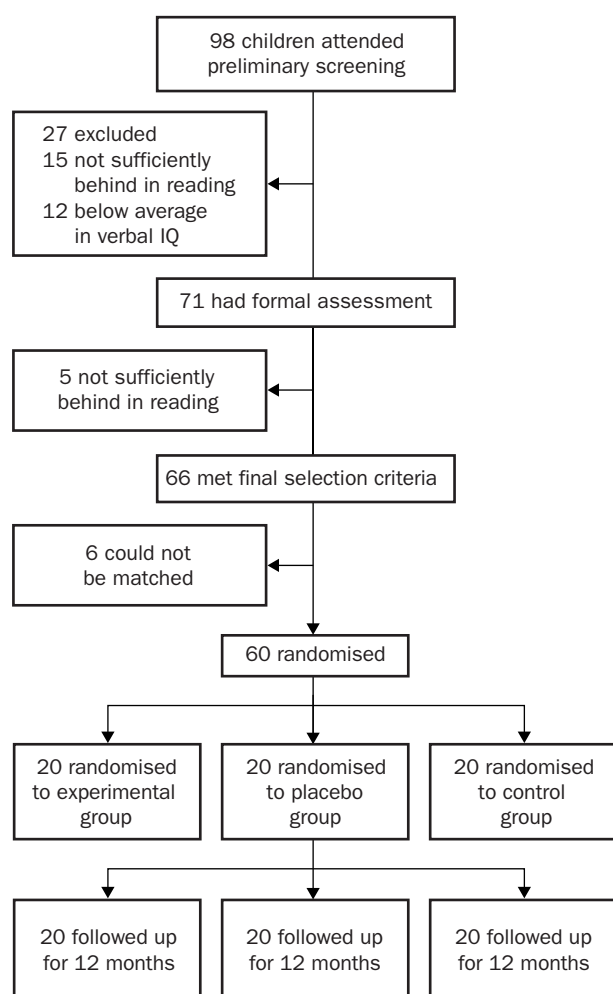 98 children attended
preliminary screening
27 excluded
15 not sufficiently
behind in reading
12 below average
in verbal IQ
71 had formal assessment
5 not sufficiently
behind in reading
66 met final selection criteria
6 could not
be matched
60 randomised
20 randomised
to experimental
group
20 randomised
to placebo
group
20 randomised
to control
group
20 followed up
for 12 months
20 followed up
for 12 months
20 followed up
for 12 months